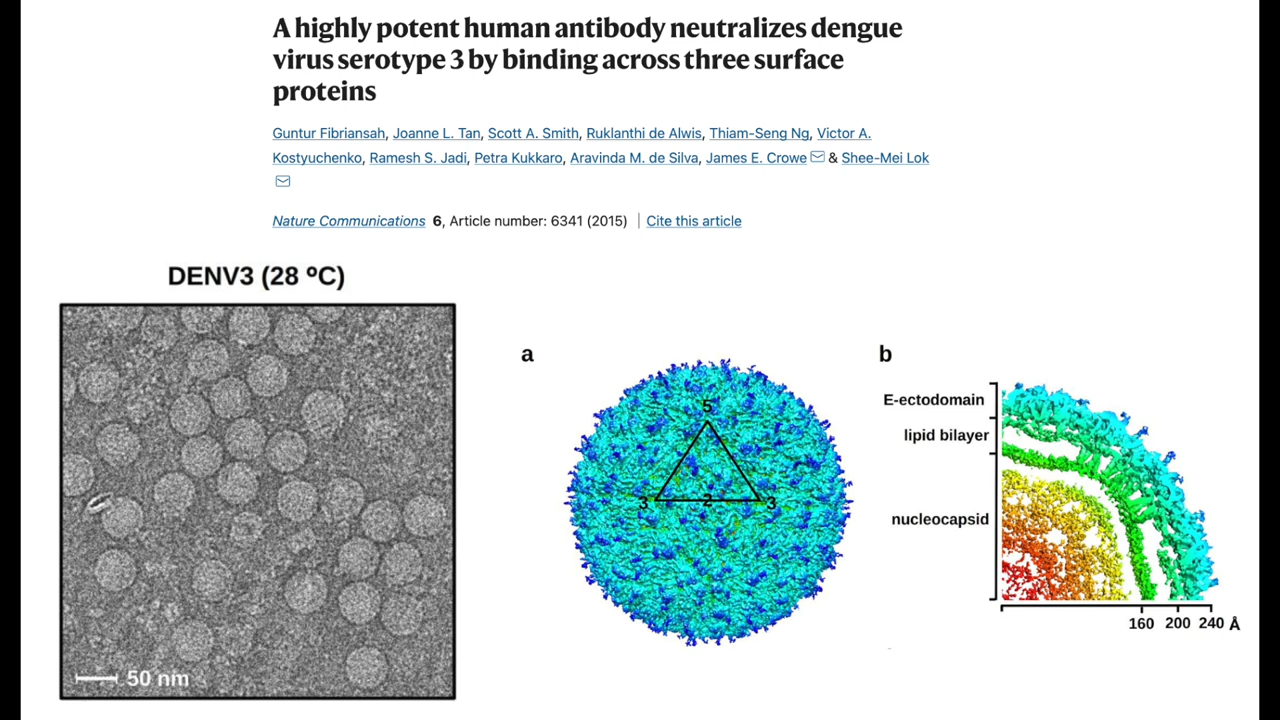 A highly potent human antibody neutralizes dengue
virus serotype 3 by binding across three surface
proteins
Guntur Fibriansah, Joanne L. Tan, Scott A. Smith, Ruklanthi de Alwis, Thiam-Seng Ng, Victor A.
Kostyuchenko, Ramesh S. Jadi, Petra Kukkaro, Aravinda M. de Silva, James E. Crowe & Shee-Mei Lok
Nature Communications 6, Article number: 6341 (2015) | Cite this article
DENV3 (28 ºC)
50 nm
a
5
3 2 3
b
E-ectodomain
lipid bilayer
nucleocapsid
160 200 240 Å